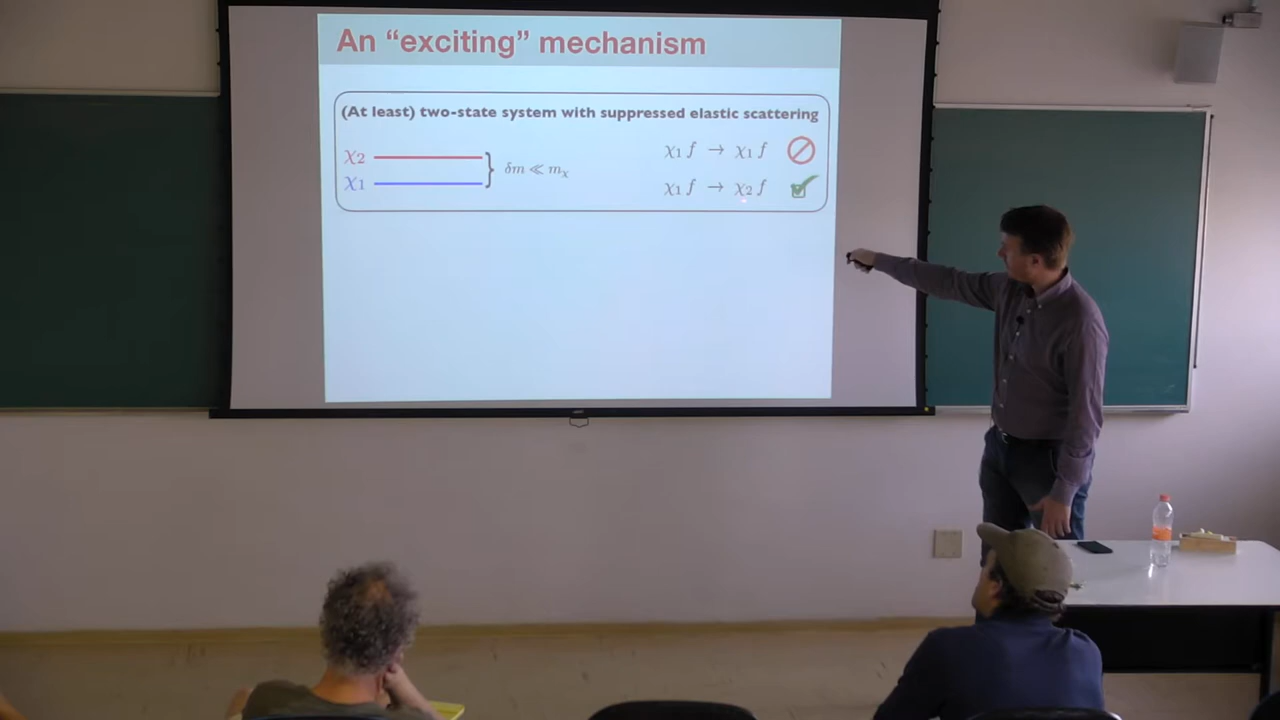 An “exciting” mechanism
(At least) two-state system with suppressed elastic scattering
χ₂
χ₁
} δm ≪ mᵪ
χ₁ f → χ₁ f
χ₁ f → χ₂ f